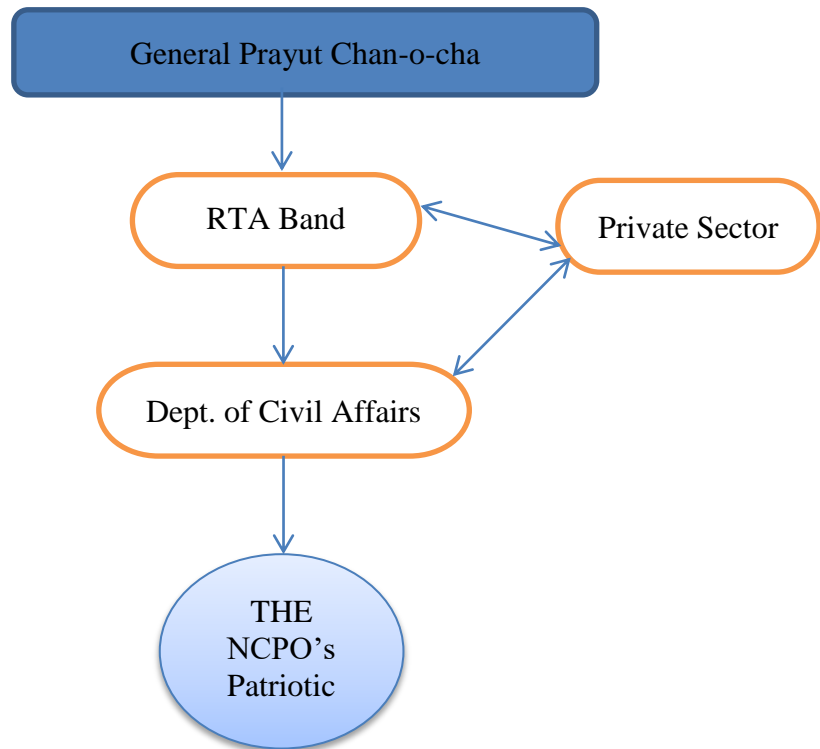 General Prayut Chan-o-cha
RTA Band
Private Sector
Dept. of Civil Affairs
THE
NCPO’s
Patriotic